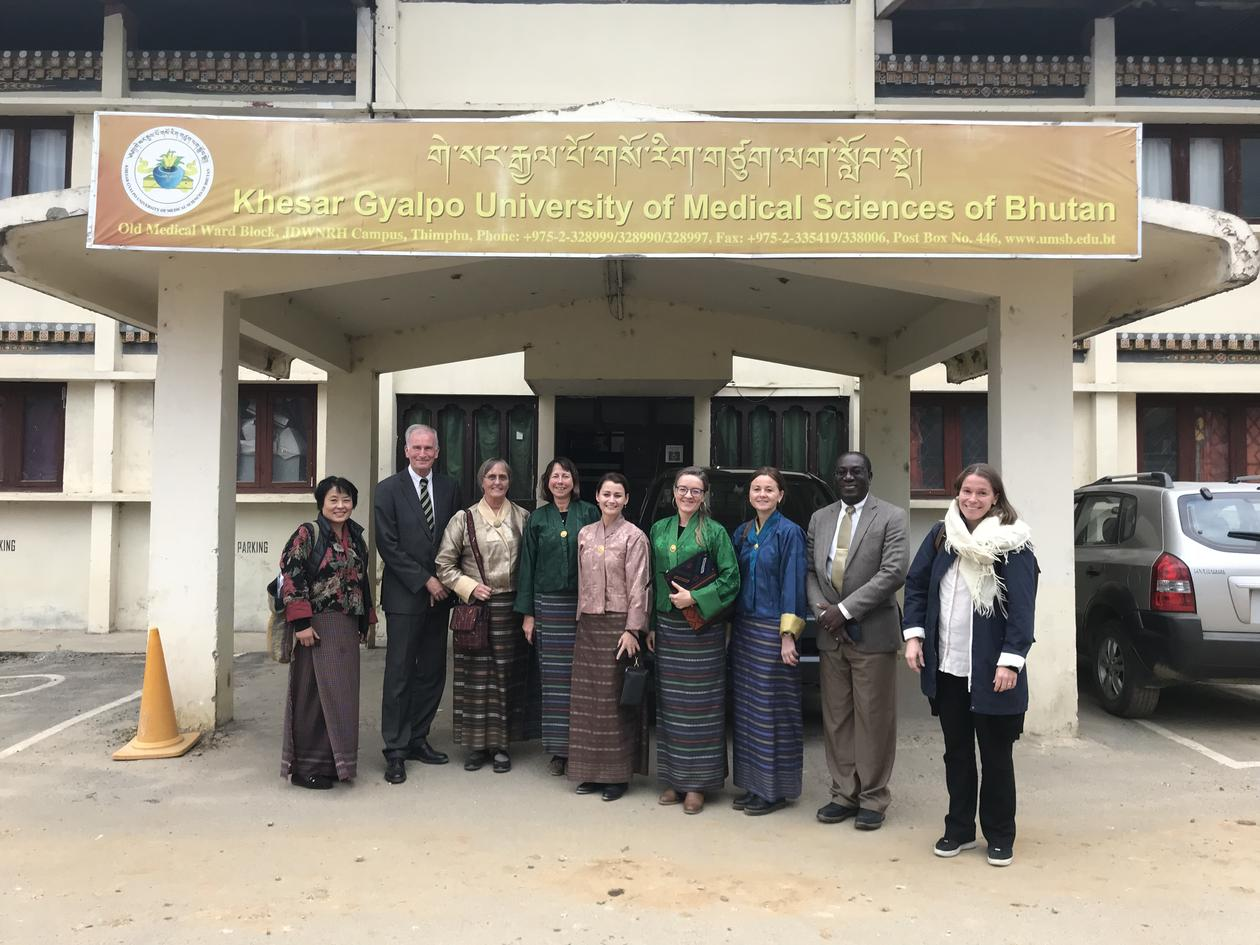 གེ་སར་རྒྱལ་པོ་གསོ་རིག་གཙུག་ལག་སློབ་སྡེ།
Khesar Gyalpo University of Medical Sciences of Bhutan
Old Medical Ward Block, JDWNRH Campus, Thimphu, Phone: +975-2-328999/328990/328997, Fax: +975-2-335419/338006, Post Box No. 446, www.umsb.edu.bt
PARKING